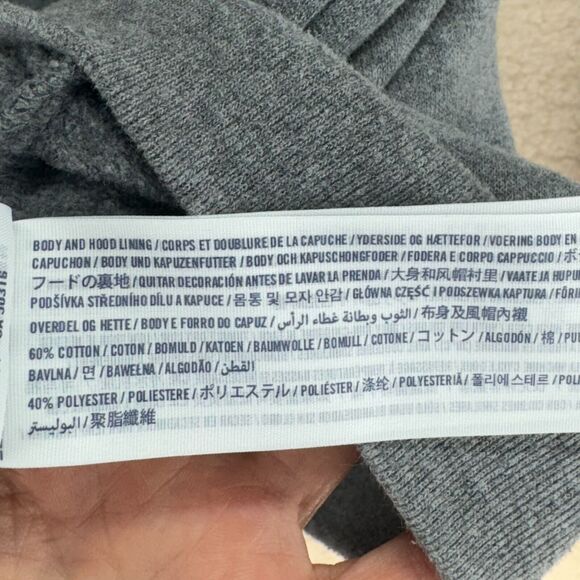 BODY AND HOOD LINING / CORPS ET DOUBLURE DE LA CAPUCHE / YDERSIDE OG HÆTTEFOR / VOERING BODY EN
CAPUCHON / BODY UND KAPUZENFUTTER / BODY OCH KAPUSCHONGFODER / FODERA E CORPO CAPPUCCIO / ボ
フードの裏地 / QUITAR DECORACIÓN ANTES DE LAVAR LA PRENDA / 大身和风帽衬里 / VAATE JA HUPUN
PODŠÍVKA STŘEDNÍHO DÍLU A KAPUCE / 몸통 및 모자 안감 / GŁÓWNA CZĘŚĆ I PODSZEWKA KAPTURA / FÔRR
OVERDEL OG HETTE / BODY E FORRO DO CAPUZ / الثوب وبطانة غطاء الرأس / 布身及風帽內襯
60% COTTON / COTON / BOMULD / KATOEN / BAUMWOLLE / BOMULL / COTONE / コットン / ALGODÓN / 棉 / PUU
BAVLNA / 면 / BAWEŁNA / ALGODÃO / القطن
40% POLYESTER / POLIESTERE / ポリエステル / POLIÉSTER / 涤纶 / POLYESTERIÄ / 폴리에스테르 / POL
البوليستر / 聚脂纖維